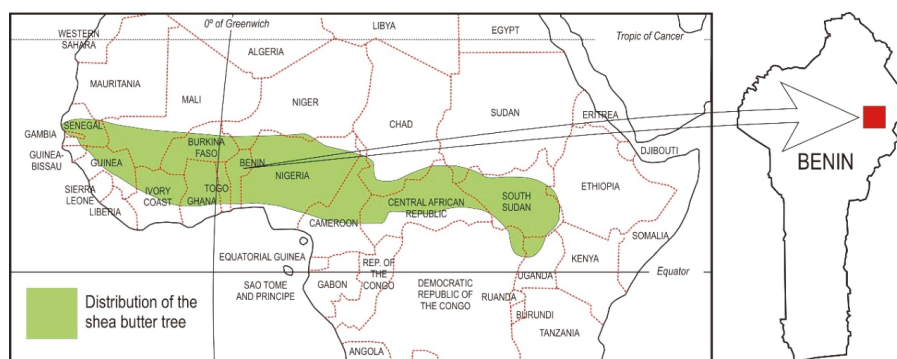 0º of Greenwich
LIBYA
EGYPT
Tropic of Cancer
WESTERN
SAHARA
ALGERIA
MAURITANIA
MALI
NIGER
CHAD
SUDAN
ERITREA
DJIBOUTI
SENEGAL
GAMBIA
GUINEA-
BISSAU
GUINEA
SIERRA
LEONE
LIBERIA
IVORY
COAST
BURKINA
FASO
GHANA
TOGO
BENIN
NIGERIA
CAMEROON
CENTRAL AFRICAN
REPUBLIC
SOUTH
SUDAN
ETHIOPIA
SOMALIA
EQUATORIAL GUINEA
SAO TOME
AND PRINCIPE
GABON
REP. OF
THE
CONGO
DEMOCRATIC
REPUBLIC OF
THE CONGO
UGANDA
KENYA
RUANDA
BURUNDI
TANZANIA
ANGOLA
Equator
Distribution of the
shea butter tree
BENIN